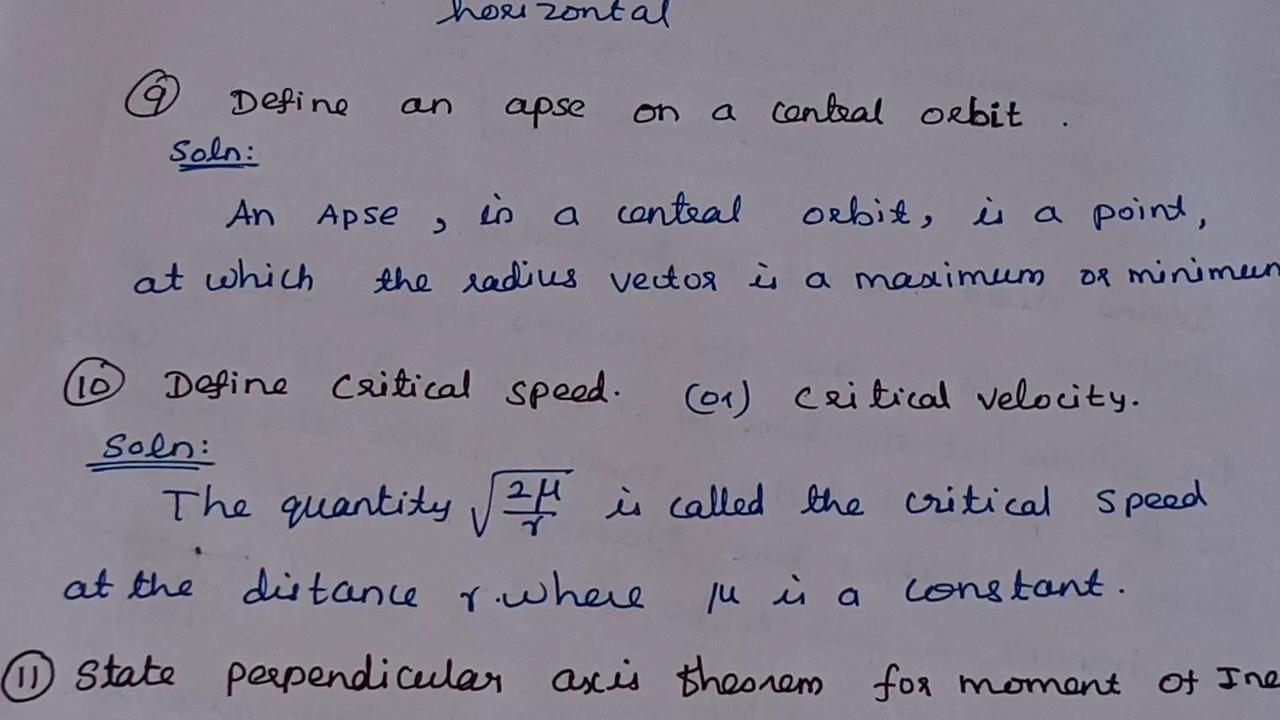 horizontal
9 Define an apse on a central orbit.
Soln:
An Apse, in a central orbit, is a point,
at which the radius vector is a maximum or minimum
10 Define critical speed. (or) critical velocity.
Soln:
The quantity √(2μ/r) is called the critical speed
at the distance r. where μ is a constant.
11 State perpendicular axis theorem for moment of Ine